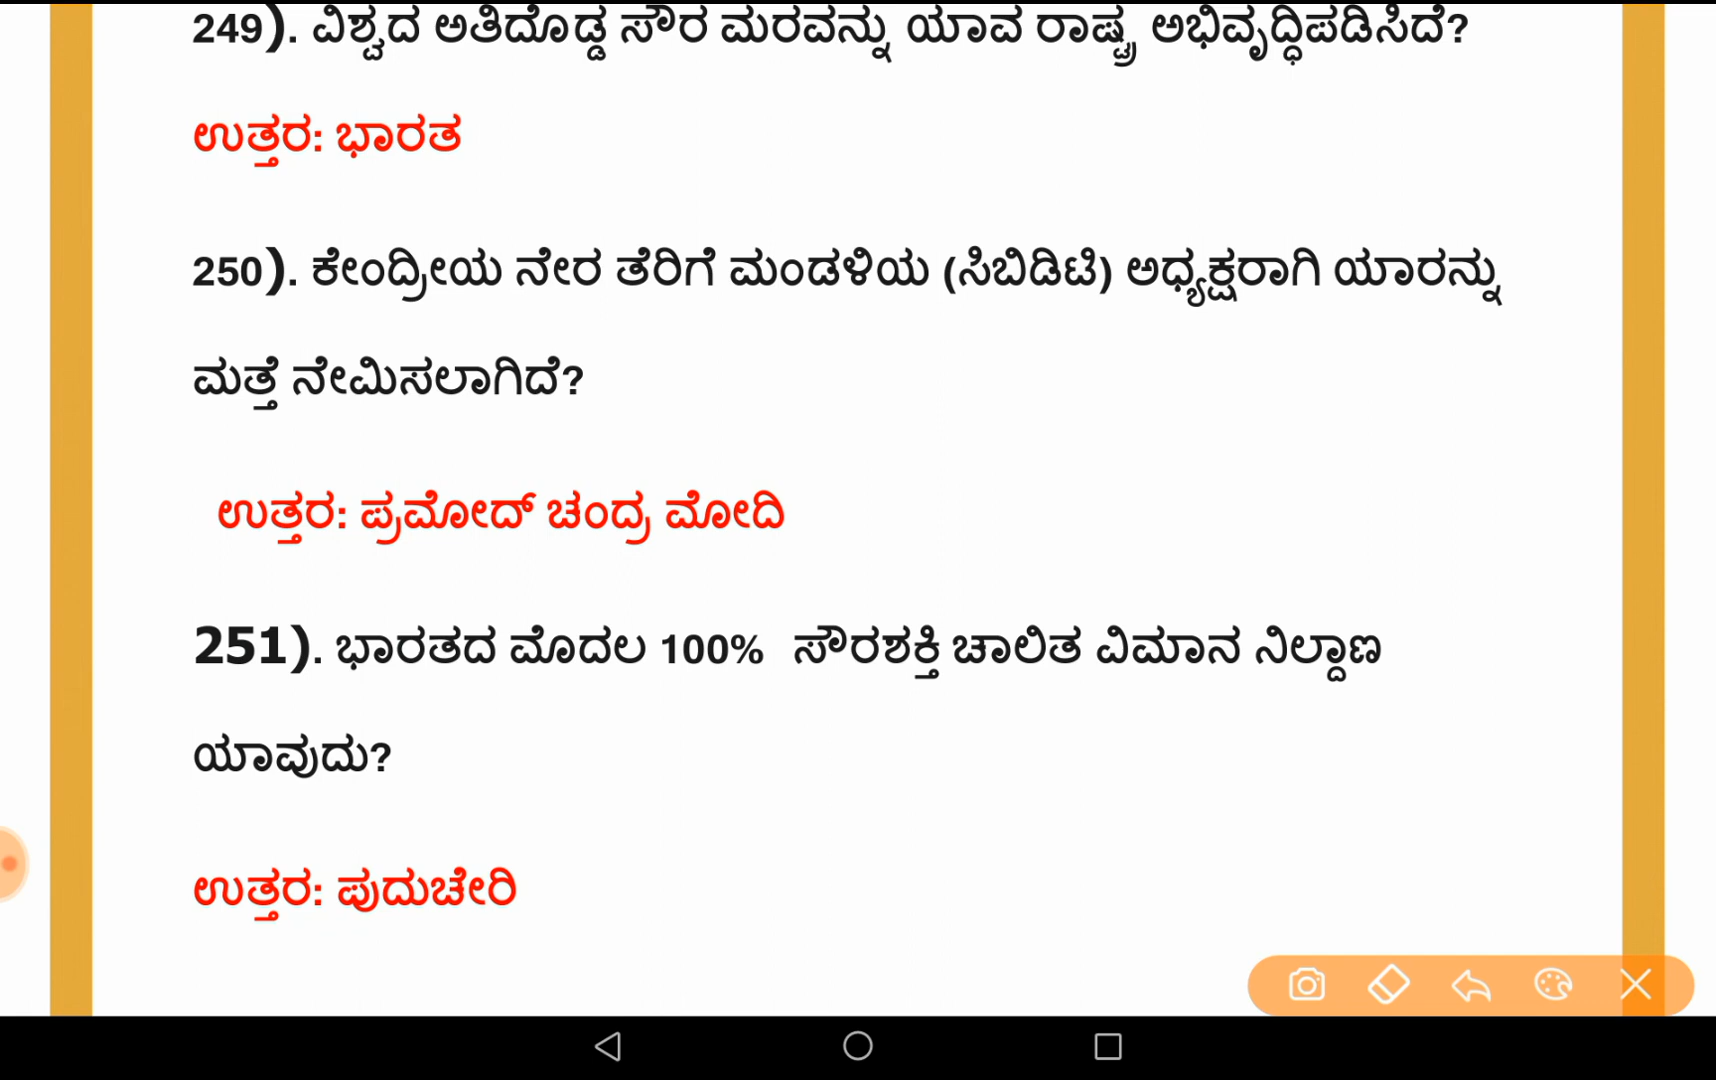 249). ವಿಶ್ವದ ಅತಿದೊಡ್ಡ ಸೌರ ಮರವನ್ನು ಯಾವ ರಾಷ್ಟ್ರ ಅಭಿವೃದ್ಧಿಪಡಿಸಿದೆ?
ಉತ್ತರ: ಭಾರತ
250). ಕೇಂದ್ರೀಯ ನೇರ ತೆರಿಗೆ ಮಂಡಳಿಯ (ಸಿಬಿಡಿಟಿ) ಅಧ್ಯಕ್ಷರಾಗಿ ಯಾರನ್ನು
ಮತ್ತೆ ನೇಮಿಸಲಾಗಿದೆ?
ಉತ್ತರ: ಪ್ರಮೋದ್ ಚಂದ್ರ ಮೋದಿ
251). ಭಾರತದ ಮೊದಲ 100% ಸೌರಶಕ್ತಿ ಚಾಲಿತ ವಿಮಾನ ನಿಲ್ದಾಣ
ಯಾವುದು?
ಉತ್ತರ: ಪುದುಚೇರಿ